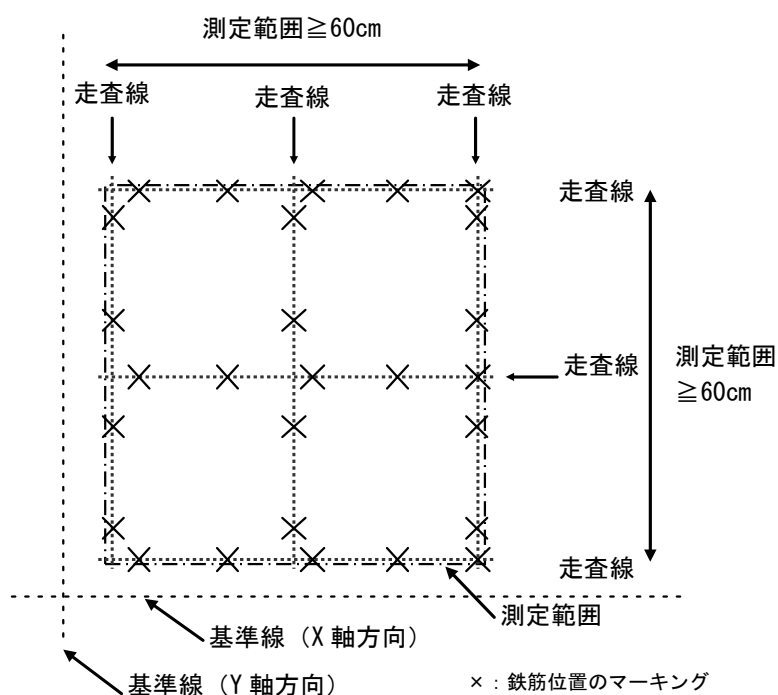 測定範囲≧60cm
走査線
走査線
走査線
走査線
走査線
測定範囲
≧60cm
走査線
測定範囲
基準線（X 軸方向）
基準線（Y 軸方向）
×：鉄筋位置のマーキング